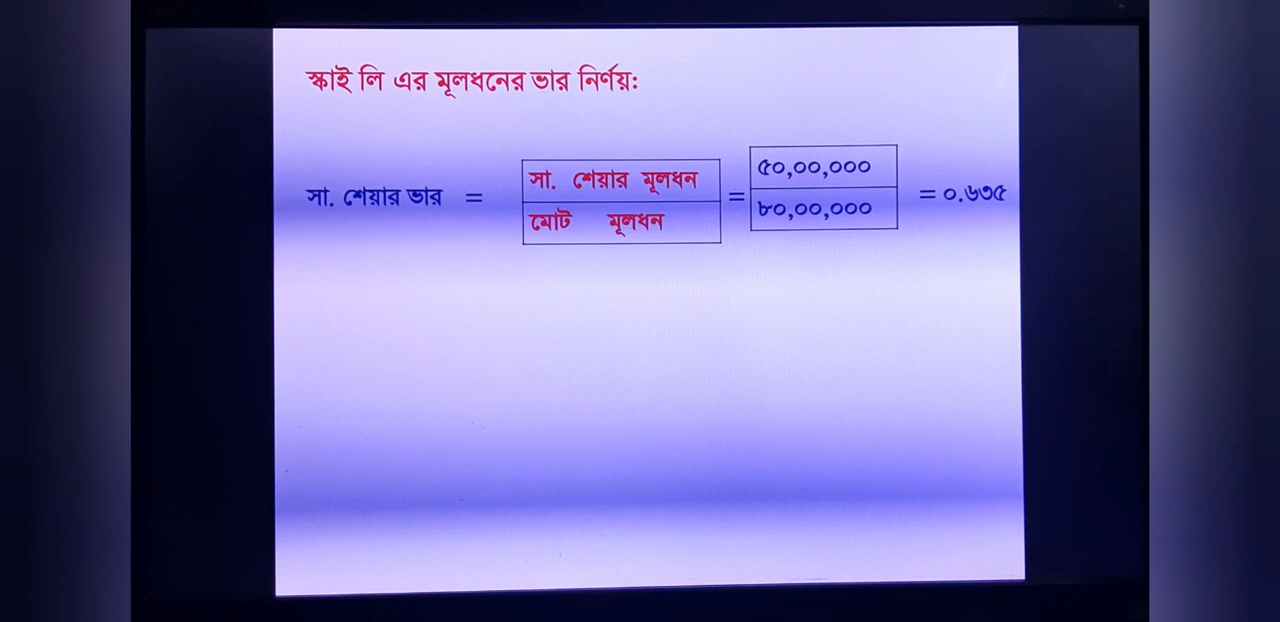 স্কাই লি এর মূলধনের ভার নির্ণয়:
সা. শেয়ার ভার = সা. শেয়ার মূলধন = ৫০,০০,০০০ = ০.৬৩৫
মোট মূলধন ৮০,০০,০০০